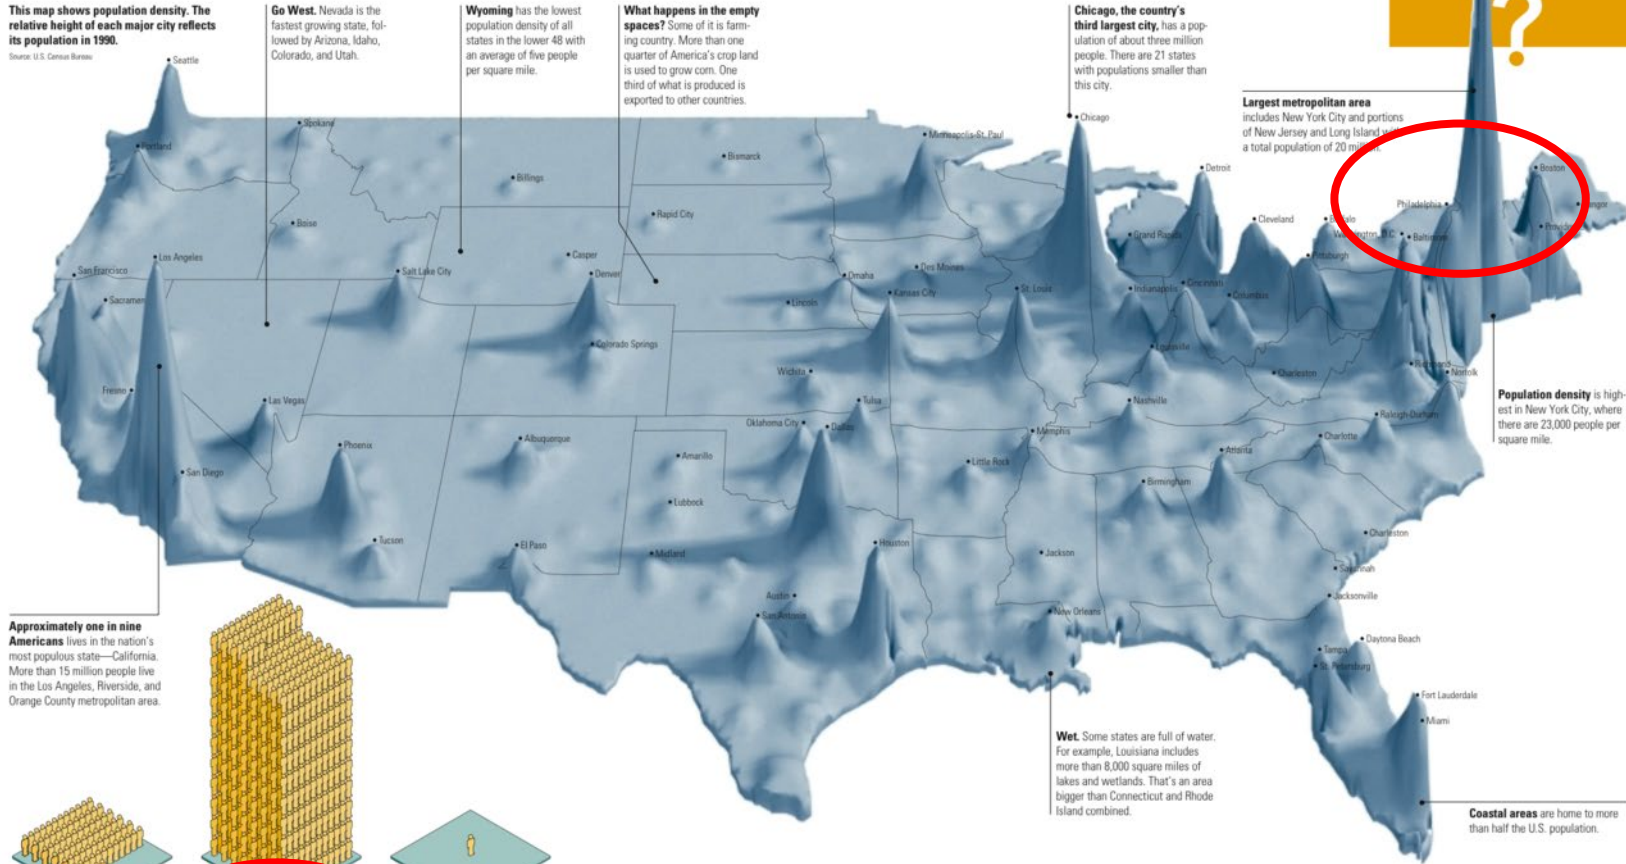 This map shows population density. The
relative height of each major city reflects
its population in 1990.
Source: U.S. Census Bureau
Go West. Nevada is the
fastest growing state, fol-
lowed by Arizona, Idaho,
Colorado, and Utah.
Wyoming has the lowest
population density of all
states in the lower 48 with
an average of five people
per square mile.
What happens in the empty
spaces? Some of it is farm-
ing country. More than one
quarter of America's crop land
is used to grow corn. One
third of what is produced is
exported to other countries.
Chicago, the country's
third largest city, has a pop-
ulation of about three million
people. There are 21 states
with populations smaller than
this city.
?
Largest metropolitan area
includes New York City and portions
of New Jersey and Long Island with
a total population of 20 million.
Seattle
Spokane
Portland
Billings
Bismarck
Minneapolis-St. Paul
Chicago
Detroit
Boston
Boise
Rapid City
Grand Rapids
Cleveland
Buffalo
Philadelphia
Bangor
Washington, D.C.
Baltimore
Providence
San Francisco
Los Angeles
Salt Lake City
Casper
Denver
Omaha
Des Moines
Pittsburgh
Sacramen
Lincoln
Kansas City
St. Louis
Indianapolis
Cincinnati
Columbus
Colorado Springs
Louisville
Fresno
Las Vegas
Wichita
Tulsa
Charleston
Richmond
Norfolk
Nashville
Raleigh-Durham
Phoenix
Albuquerque
Oklahoma City
Dallas
Memphis
Charlotte
San Diego
Amarillo
Little Rock
Atlanta
Birmingham
Lubbock
Tucson
El Paso
Midland
Houston
Jackson
Charleston
Savannah
Austin
San Antonio
New Orleans
Jacksonville
Daytona Beach
Tampa
St. Petersburg
Fort Lauderdale
Miami
Population density is high-
est in New York City, where
there are 23,000 people per
square mile.
Approximately one in nine
Americans lives in the nation's
most populous state—California.
More than 15 million people live
in the Los Angeles, Riverside, and
Orange County metropolitan area.
Wet. Some states are full of water.
For example, Louisiana includes
more than 8,000 square miles of
lakes and wetlands. That's an area
bigger than Connecticut and Rhode
Island combined.
Coastal areas are home to more
than half the U.S. population.